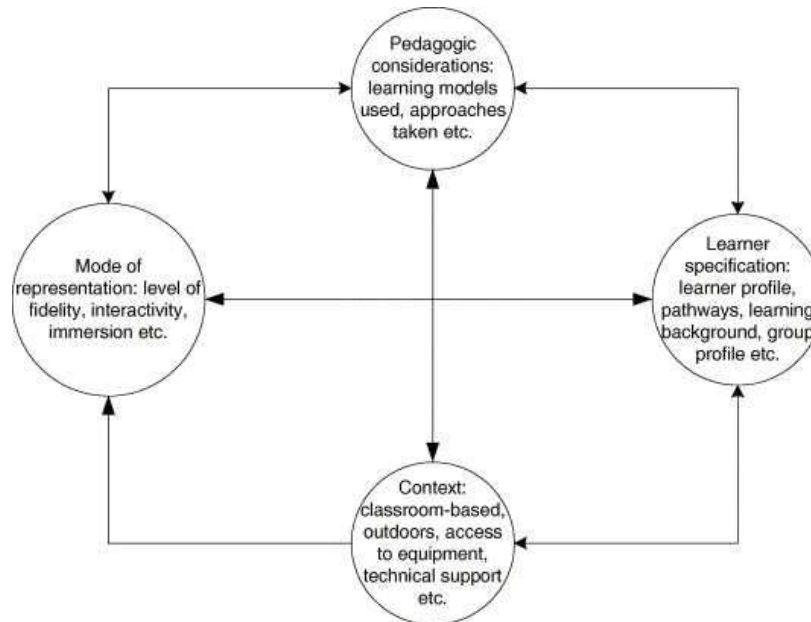 Pedagogic
considerations:
learning models
used, approaches
taken etc.
Mode of
representation: level of
fidelity, interactivity,
immersion etc.
Learner
specification:
learner profile,
pathways, learning
background, group
profile etc.
Context:
classroom-based,
outdoors, access
to equipment,
technical support
etc.